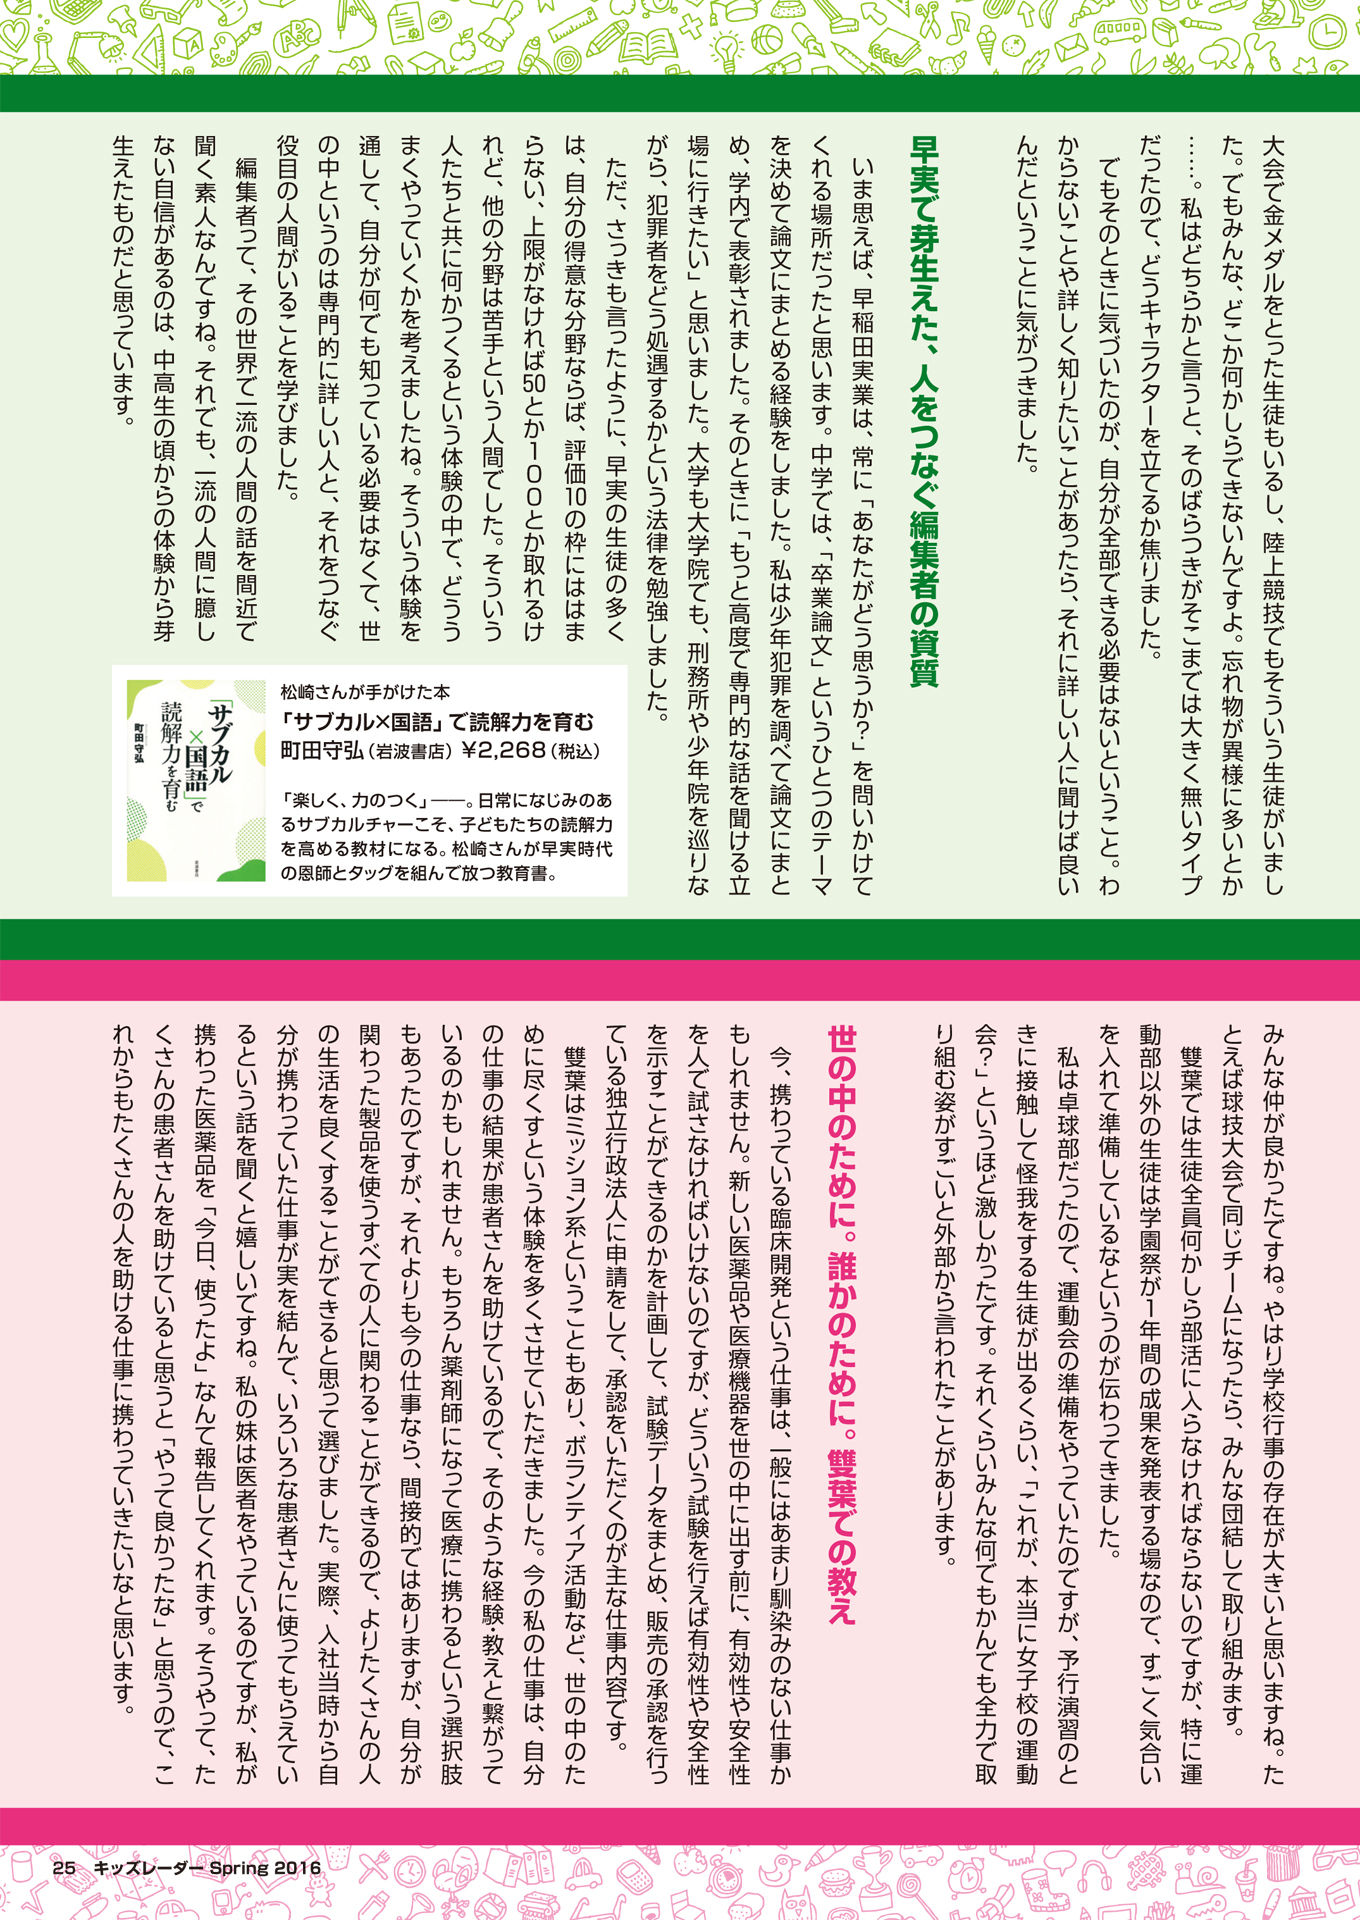 大会で金メダルをとった生徒もいるし、陸上競技でもそういう生徒がいまし
た。でもみんな、どこか何かしらできないんですよ。忘れ物が異様に多いとか
……。私はどちらかと言うと、そのばらつきがそこまでは大きく無いタイプ
だったので、どうキャラクターを立てるか焦りました。
でもそのときに気づいたのが、自分が全部できる必要はないということ。わ
からないことや詳しく知りたいことがあったら、それに詳しい人に聞けば良い
んだということに気がつきました。
早実で芽生えた、人をつなぐ編集者の資質
いま思えば、早稲田実業は、常に「あなたがどう思うか？」を問いかけて
くれる場所だったと思います。中学では、「卒業論文」というひとつのテーマ
を決めて論文にまとめる経験をしました。私は少年犯罪を調べて論文にまと
め、学内で表彰されました。そのときに「もっと高度で専門的な話を聞ける立
場に行きたい」と思いました。大学も大学院でも、刑務所や少年院を巡りな
がら、犯罪者をどう処遇するかという法律を勉強しました。
ただ、さっきも言ったように、早実の生徒の多く
は、自分の得意な分野ならば、評価10の枠にはま
らない、上限がなければ50とか100とか取れるけ
れど、他の分野は苦手という人間でした。そういう
人たちと共に何かつくるという体験の中で、どうう
まくやっていくかを考えましたね。そういう体験を
通して、自分が何でも知っている必要はなくて、世
の中というのは専門的に詳しい人と、それをつなぐ
役目の人間がいることを学びました。
編集者って、その世界で一流の人間の話を間近で
聞く素人なんですね。それでも、一流の人間に臆し
ない自信があるのは、中高生の頃からの体験から芽
生えたものだと思っています。
「サブカル
×国語」で
読解力を育む
町田守弘
岩波書店
松崎さんが手がけた本
「サブカル×国語」で読解力を育む
町田守弘（岩波書店）¥2,268（税込）
「楽しく、力のつく」――。日常になじみのあ
るサブカルチャーこそ、子どもたちの読解力
を高める教材になる。松崎さんが早実時代
の恩師とタッグを組んで放つ教育書。
みんな仲が良かったですね。やはり学校行事の存在が大きいと思いますね。た
とえば球技大会で同じチームになったら、みんな団結して取り組みます。
雙葉では生徒全員何かしら部活に入らなければならないのですが、特に運
動部以外の生徒は学園祭が1年間の成果を発表する場なので、すごく気合い
を入れて準備しているなというのが伝わってきました。
私は卓球部だったので、運動会の準備をやっていたのですが、予行演習のと
きに接触して怪我をする生徒が出るくらい、「これが、本当に女子校の運動
会？」というほど激しかったです。それくらいみんな何でもかんでも全力で取
り組む姿がすごいと外部から言われたことがあります。
世の中のために。誰かのために。雙葉での教え
今、携わっている臨床開発という仕事は、一般にはあまり馴染みのない仕事か
もしれません。新しい医薬品や医療機器を世の中に出す前に、有効性や安全性
を人で試さなければいけないのですが、どういう試験を行えば有効性や安全性
を示すことができるのかを計画して、試験データをまとめ、販売の承認を行っ
ている独立行政法人に申請をして、承認をいただくのが主な仕事内容です。
雙葉はミッション系ということもあり、ボランティア活動など、世の中のた
めに尽くすという体験を多くさせていただきました。今の私の仕事は、自分
の仕事の結果が患者さんを助けているので、そのような経験・教えと繋がって
いるのかもしれません。もちろん薬剤師になって医療に携わるという選択肢
もあったのですが、それよりも今の仕事なら、間接的ではありますが、自分が
関わった製品を使うすべての人に関わることができるので、よりたくさんの人
の生活を良くすることができると思って選びました。実際、入社当時から自
分が携わっていた仕事が実を結んで、いろいろな患者さんに使ってもらえてい
るという話を聞くと嬉しいですね。私の妹は医者をやっているのですが、私が
携わった医薬品を「今日、使ったよ」なんて報告してくれます。そうやって、た
くさんの患者さんを助けていると思うと「やって良かったな」と思うので、こ
れからもたくさんの人を助ける仕事に携わっていきたいなと思います。
25 キッズレーダー Spring 2016